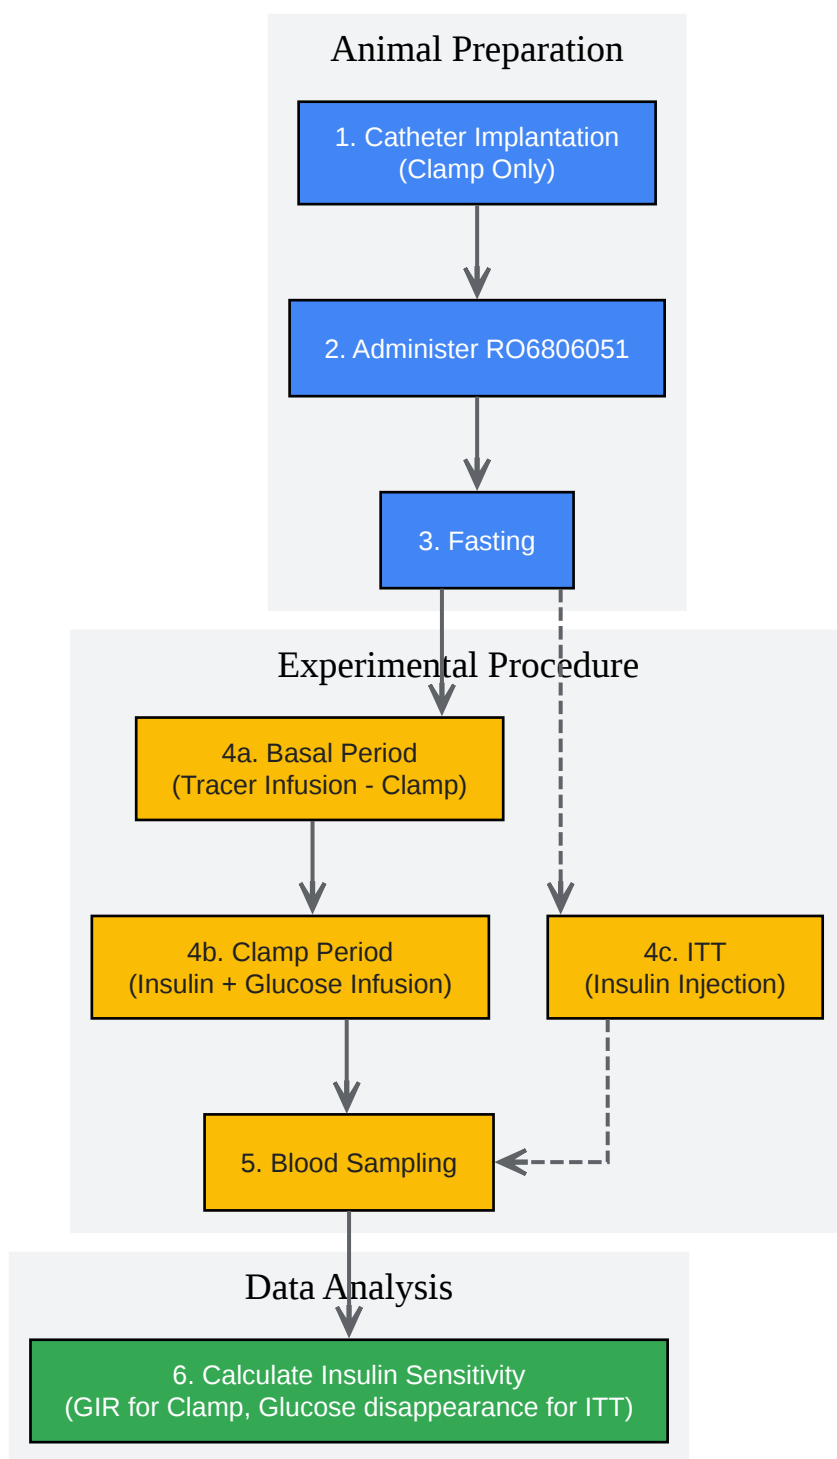 Animal Preparation
1. Catheter Implantation
(Clamp Only)
2. Administer RO6806051
3. Fasting
Experimental Procedure
4a. Basal Period
(Tracer Infusion - Clamp)
4b. Clamp Period
(Insulin + Glucose Infusion)
4c. ITT
(Insulin Injection)
5. Blood Sampling
Data Analysis
6. Calculate Insulin Sensitivity
(GIR for Clamp, Glucose disappearance for ITT)